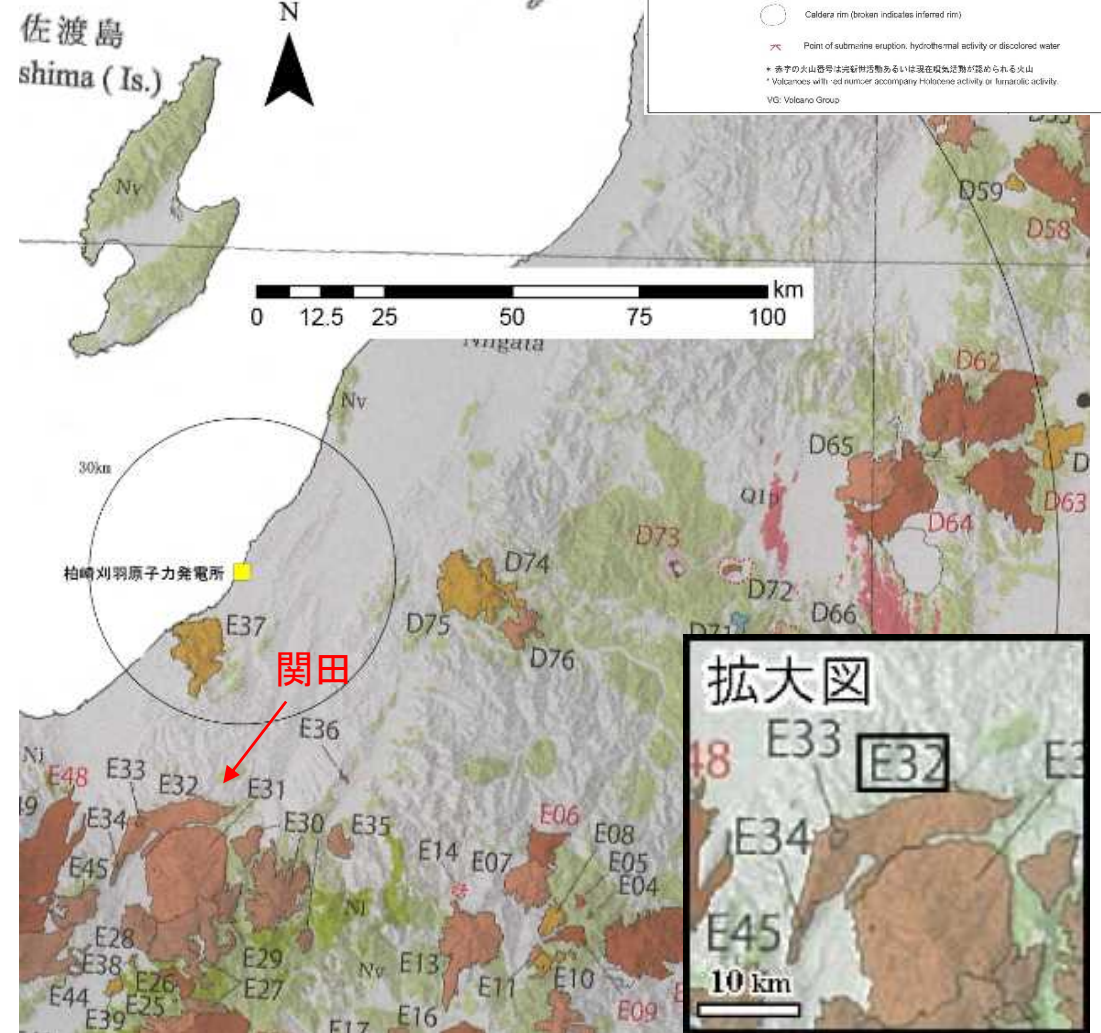 佐渡島
shima ( Is.)
N
Caldera rim (broken indicates inferred rim)
Point of submarine eruption, hydrothermal activity or discolored water
* 赤字の火山番号は完新世活動あるいは現在噴気活動が認められる火山
* Volcanoes with red number accompany Holocene activity or fumarolic activity.
VG: Volcano Group
Nv
D59
D58
km
0 12.5 25 50 75 100
Niigata
Nv
D62
30km
D65
D63
Q1p
D64
D73
柏崎刈羽原子力発電所
D74
D72
D75
D66
E37
D71
D76
関田
拡大図
E36
E33
E32
48
Nj
E48
E33
E32
E31
E34
E30
E35
E06
E08
E34
E14
E07
E05
E45
E04
E45
10 km
E28
E29
Nv
E13
E38
E26
E27
E11
E10
E44
E25
E09
E39
E17
E16